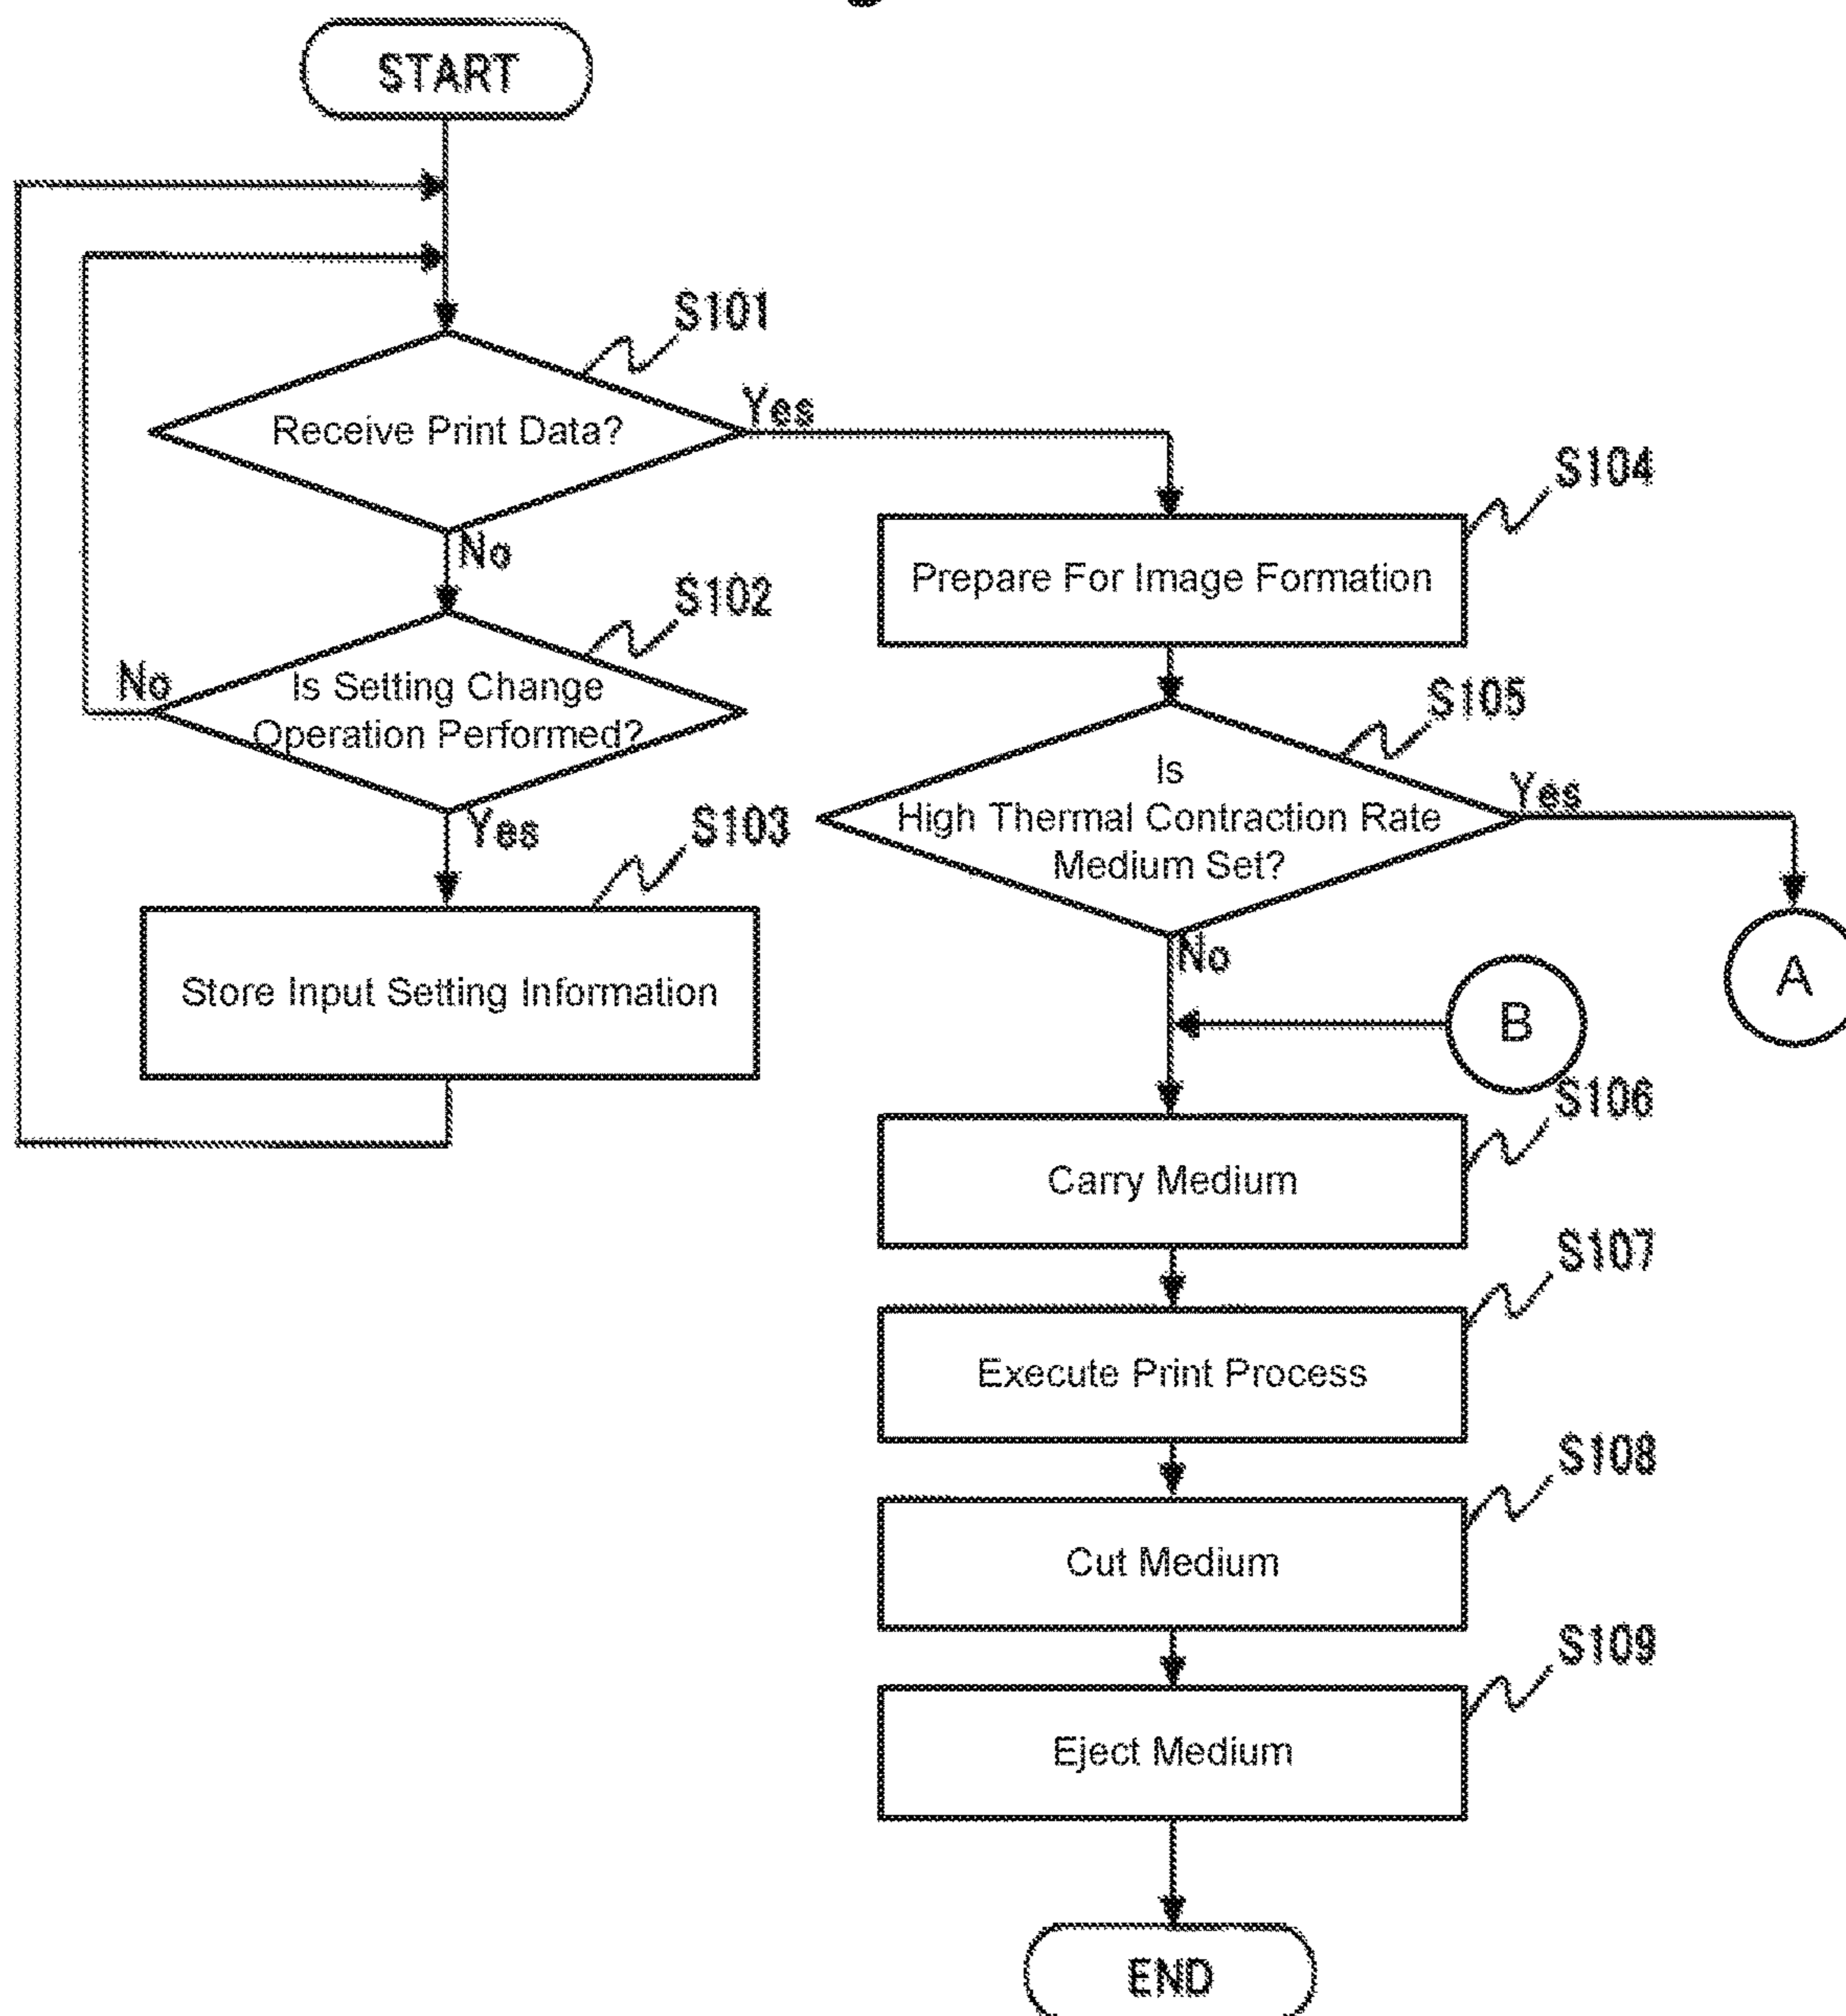 START
S101
Receive Print Data?
Yes
No
S102
Is Setting Change
Operation Performed?
No
Yes
S103
Store Input Setting Information
S104
Prepare For Image Formation
S105
Is
High Thermal Contraction Rate
Medium Set?
Yes
A
No
B
S106
Carry Medium
S107
Execute Print Process
S108
Cut Medium
S109
Eject Medium
END